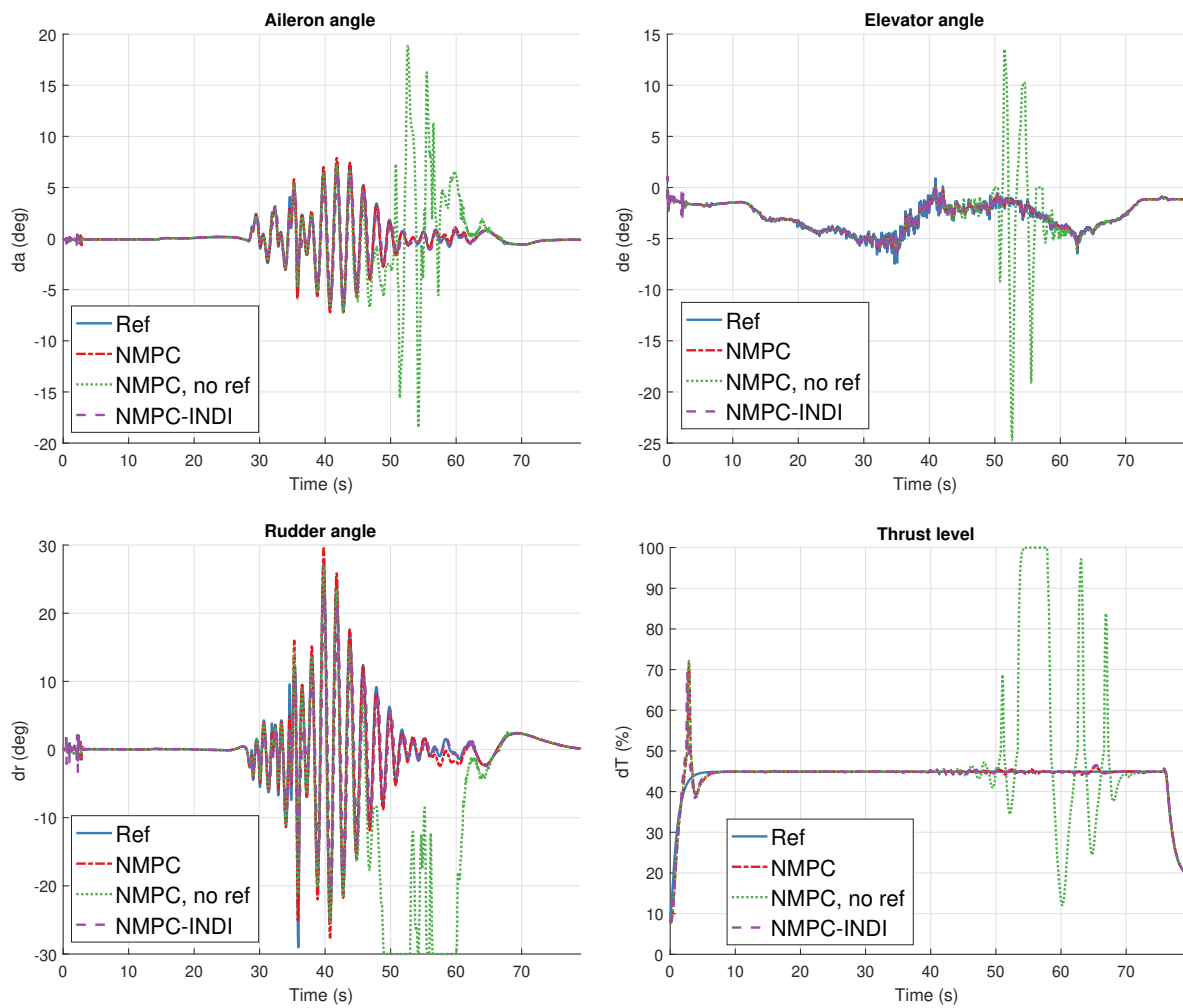 Aileron angle
20
15
10
5
0
-5
-10
-15
-20
da (deg)
Ref
NMPC
NMPC, no ref
NMPC-INDI
0 10 20 30 40 50 60 70
Time (s)
Elevator angle
15
10
5
0
-5
-10
-15
-20
-25
de (deg)
Ref
NMPC
NMPC, no ref
NMPC-INDI
0 10 20 30 40 50 60 70
Time (s)
Rudder angle
30
20
10
0
-10
-20
-30
dr (deg)
Ref
NMPC
NMPC, no ref
NMPC-INDI
0 10 20 30 40 50 60 70
Time (s)
Thrust level
100
90
80
70
60
50
40
30
20
10
0
dT (%)
Ref
NMPC
NMPC, no ref
NMPC-INDI
0 10 20 30 40 50 60 70
Time (s)